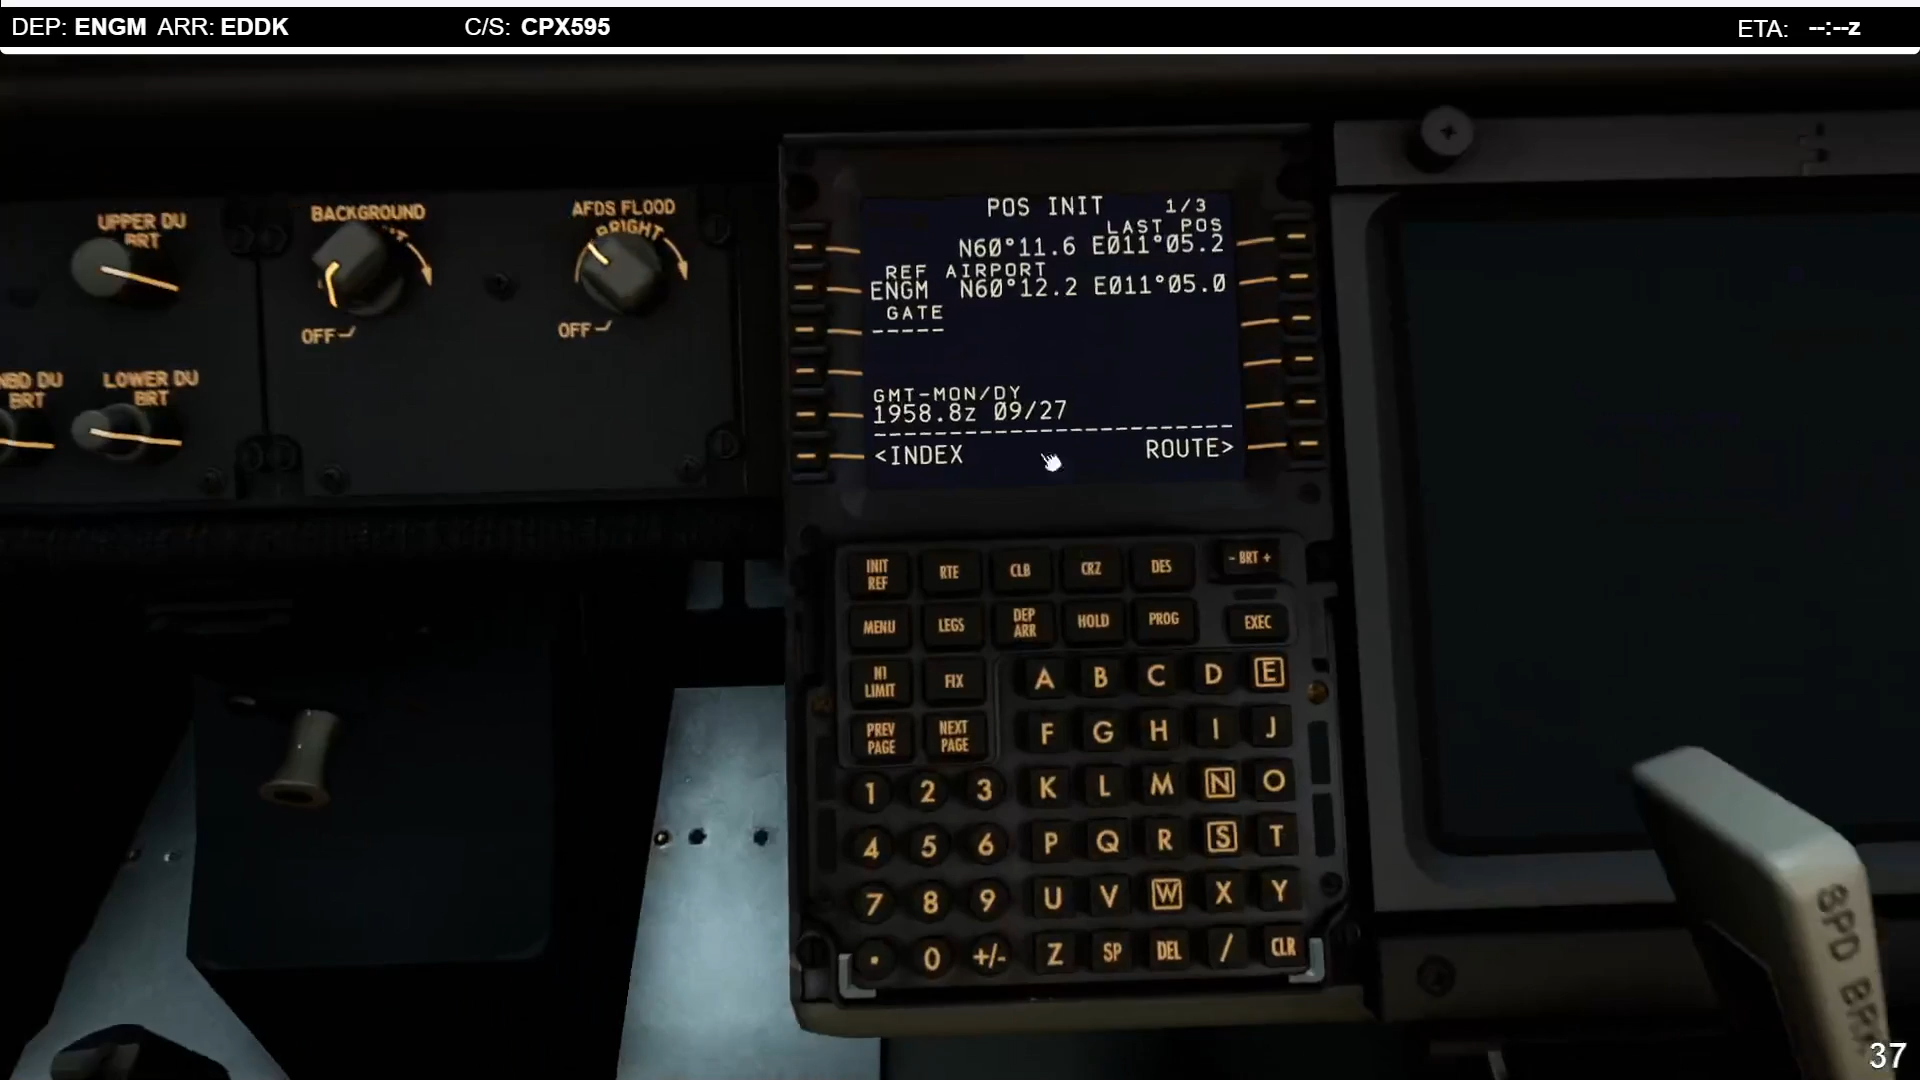 DEP: ENGM ARR: EDDK C/S: CPX595 ETA: --:--z
UPPER DU
BRT
BACKGROUND
OFF
AFDS FLOOD
BRIGHT
OFF
BRT
LOWER DU
BRT
POS INIT 1/3
LAST POS
N60°11.6 E011°05.2
REF AIRPORT
ENGM N60°12.2 E011°05.0
GATE
-----
GMT-MON/DY
1958.8z 09/27
<INDEX ROUTE>
INIT REF RTE CLB CRZ DES - BRT +
MENU LEGS DEP ARR HOLD PROG EXEC
N1 LIMIT FIX A B C D E
PREV PAGE NEXT PAGE F G H I J
1 2 3 K L M N O
4 5 6 P Q R S T
7 8 9 U V W X Y
. 0 +/- Z SP DEL / CLR
SPD
37